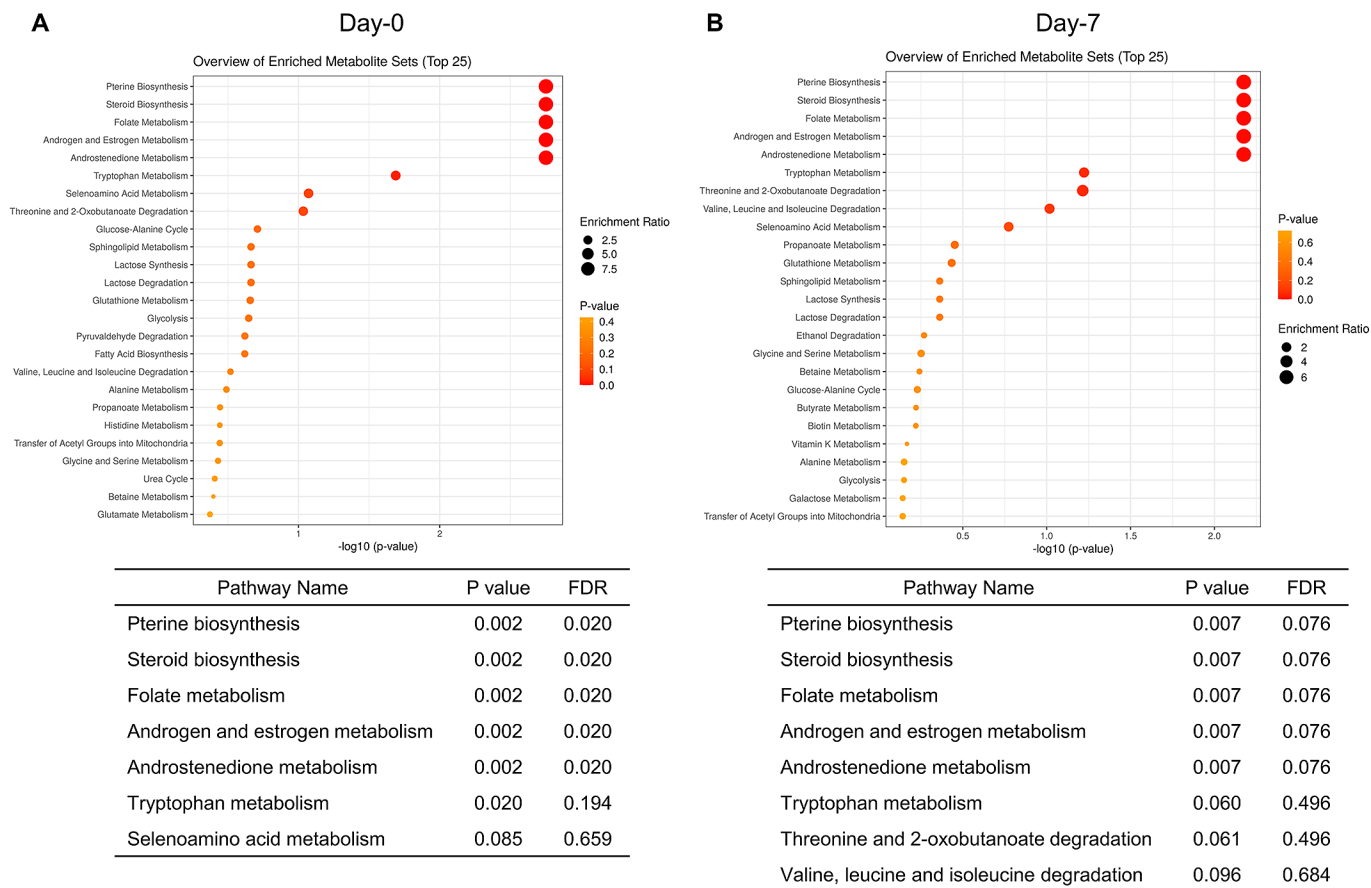 A
Day-0
Overview of Enriched Metabolite Sets (Top 25)
Pterine Biosynthesis
Steroid Biosynthesis
Folate Metabolism
Androgen and Estrogen Metabolism
Androstenedione Metabolism
Tryptophan Metabolism
Selenoamino Acid Metabolism
Threonine and 2-Oxobutanoate Degradation
Glucose-Alanine Cycle
Sphingolipid Metabolism
Lactose Synthesis
Lactose Degradation
Glutathione Metabolism
Glycolysis
Pyruvaldehyde Degradation
Fatty Acid Biosynthesis
Valine, Leucine and Isoleucine Degradation
Alanine Metabolism
Propanoate Metabolism
Histidine Metabolism
Transfer of Acetyl Groups into Mitochondria
Glycine and Serine Metabolism
Urea Cycle
Betaine Metabolism
Glutamate Metabolism
1 2
-log10 (p-value)
Enrichment Ratio
2.5
5.0
7.5
P-value
0.4
0.3
0.2
0.1
0.0
Pathway Name P value FDR
Pterine biosynthesis 0.002 0.020
Steroid biosynthesis 0.002 0.020
Folate metabolism 0.002 0.020
Androgen and estrogen metabolism 0.002 0.020
Androstenedione metabolism 0.002 0.020
Tryptophan metabolism 0.020 0.194
Selenoamino acid metabolism 0.085 0.659
B
Day-7
Overview of Enriched Metabolite Sets (Top 25)
Pterine Biosynthesis
Steroid Biosynthesis
Folate Metabolism
Androgen and Estrogen Metabolism
Androstenedione Metabolism
Tryptophan Metabolism
Threonine and 2-Oxobutanoate Degradation
Valine, Leucine and Isoleucine Degradation
Selenoamino Acid Metabolism
Propanoate Metabolism
Glutathione Metabolism
Sphingolipid Metabolism
Lactose Synthesis
Lactose Degradation
Ethanol Degradation
Glycine and Serine Metabolism
Betaine Metabolism
Glucose-Alanine Cycle
Butyrate Metabolism
Biotin Metabolism
Vitamin K Metabolism
Alanine Metabolism
Glycolysis
Galactose Metabolism
Transfer of Acetyl Groups into Mitochondria
0.5 1.0 1.5 2.0
-log10 (p-value)
P-value
0.6
0.4
0.2
0.0
Enrichment Ratio
2
4
6
Pathway Name P value FDR
Pterine biosynthesis 0.007 0.076
Steroid biosynthesis 0.007 0.076
Folate metabolism 0.007 0.076
Androgen and estrogen metabolism 0.007 0.076
Androstenedione metabolism 0.007 0.076
Tryptophan metabolism 0.060 0.496
Threonine and 2-oxobutanoate degradation 0.061 0.496
Valine, leucine and isoleucine degradation 0.096 0.684